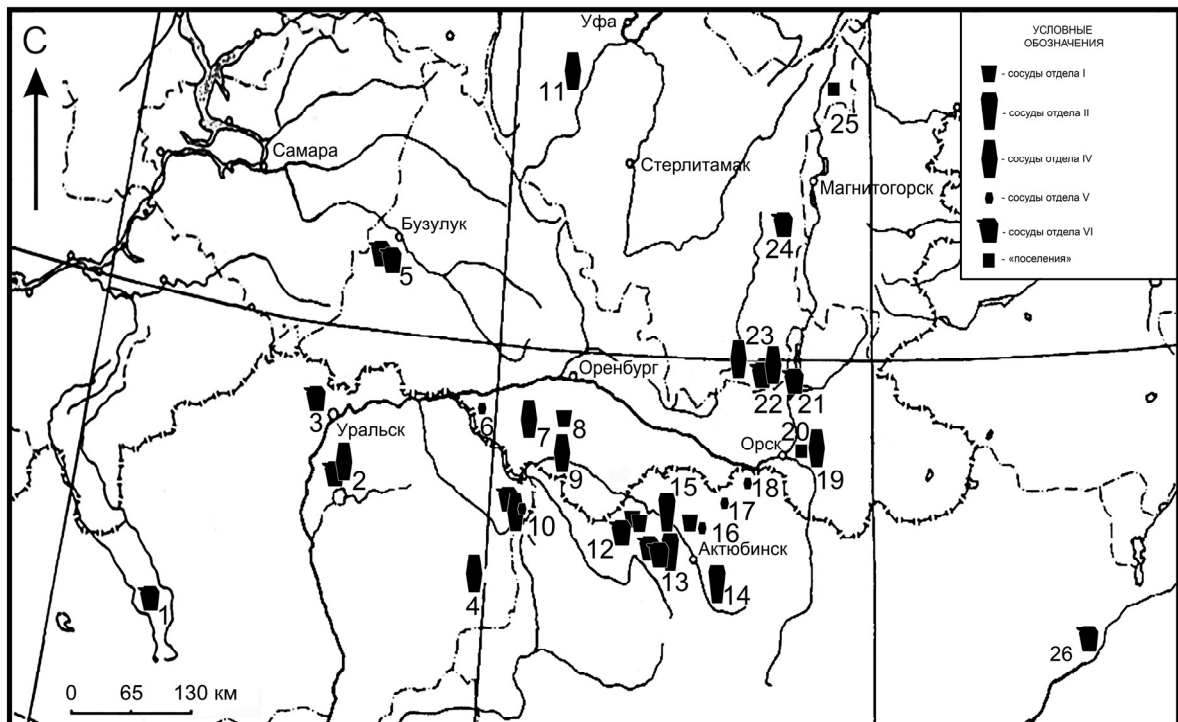 С
Уфа
УСЛОВНЫЕ
ОБОЗНАЧЕНИЯ
- сосуды отдела I
- сосуды отдела II
- сосуды отдела IV
- сосуды отдела V
- сосуды отдела VI
- «поселения»
11
25
Самара
Стерлитамак
Магнитогорск
Бузулук
24
5
23
Оренбург
22
21
3
6
7
8
20
Уральск
Орск
9
19
2
15
18
10
17
16
12
Актюбинск
13
4
14
1
26
0 65 130 км